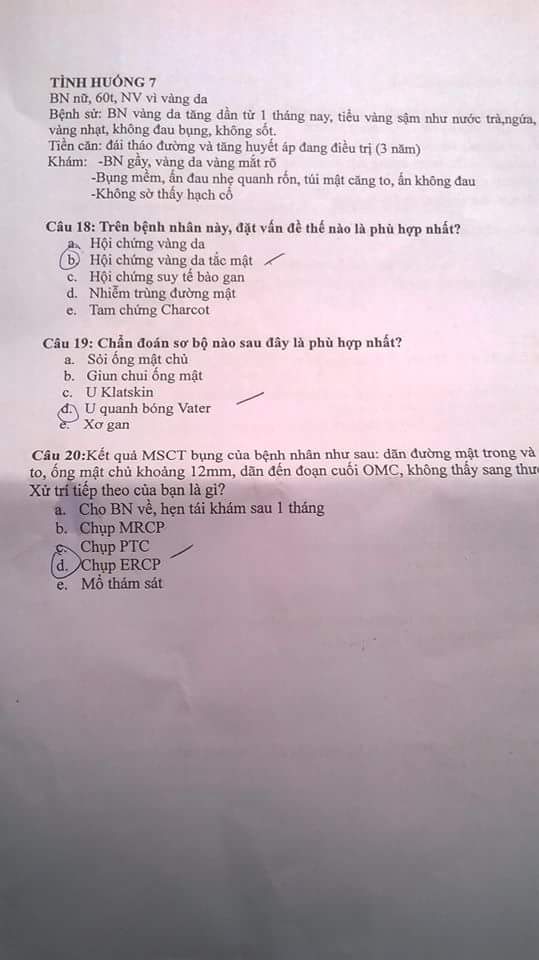 TÌNH HUỐNG 7
BN nữ, 60t, NV vì vàng da
Bệnh sử: BN vàng da tăng dần từ 1 tháng nay, tiểu vàng sậm như nước trà,ngứa,
vàng nhạt, không đau bụng, không sốt.
Tiền căn: đái tháo đường và tăng huyết áp đang điều trị (3 năm)
Khám: -BN gầy, vàng da vàng mắt rõ
-Bụng mềm, ấn đau nhẹ quanh rốn, túi mật căng to, ấn không đau
-Không sờ thấy hạch cổ
Câu 18: Trên bệnh nhân này, đặt vấn đề thế nào là phù hợp nhất?
a. Hội chứng vàng da
b. Hội chứng vàng da tắc mật
c. Hội chứng suy tế bào gan
d. Nhiễm trùng đường mật
e. Tam chứng Charcot
Câu 19: Chẩn đoán sơ bộ nào sau đây là phù hợp nhất?
a. Sỏi ống mật chủ
b. Giun chui ống mật
c. U Klatskin
d. U quanh bóng Vater
e. Xơ gan
Câu 20:Kết quả MSCT bụng của bệnh nhân như sau: dãn đường mật trong và
to, ống mật chủ khoảng 12mm, dãn đến đoạn cuối OMC, không thấy sang
Xử trí tiếp theo của bạn là gì?
a. Cho BN về, hẹn tái khám sau 1 tháng
b. Chụp MRCP
c. Chụp PTC
d. Chụp ERCP
e. Mổ thám sát